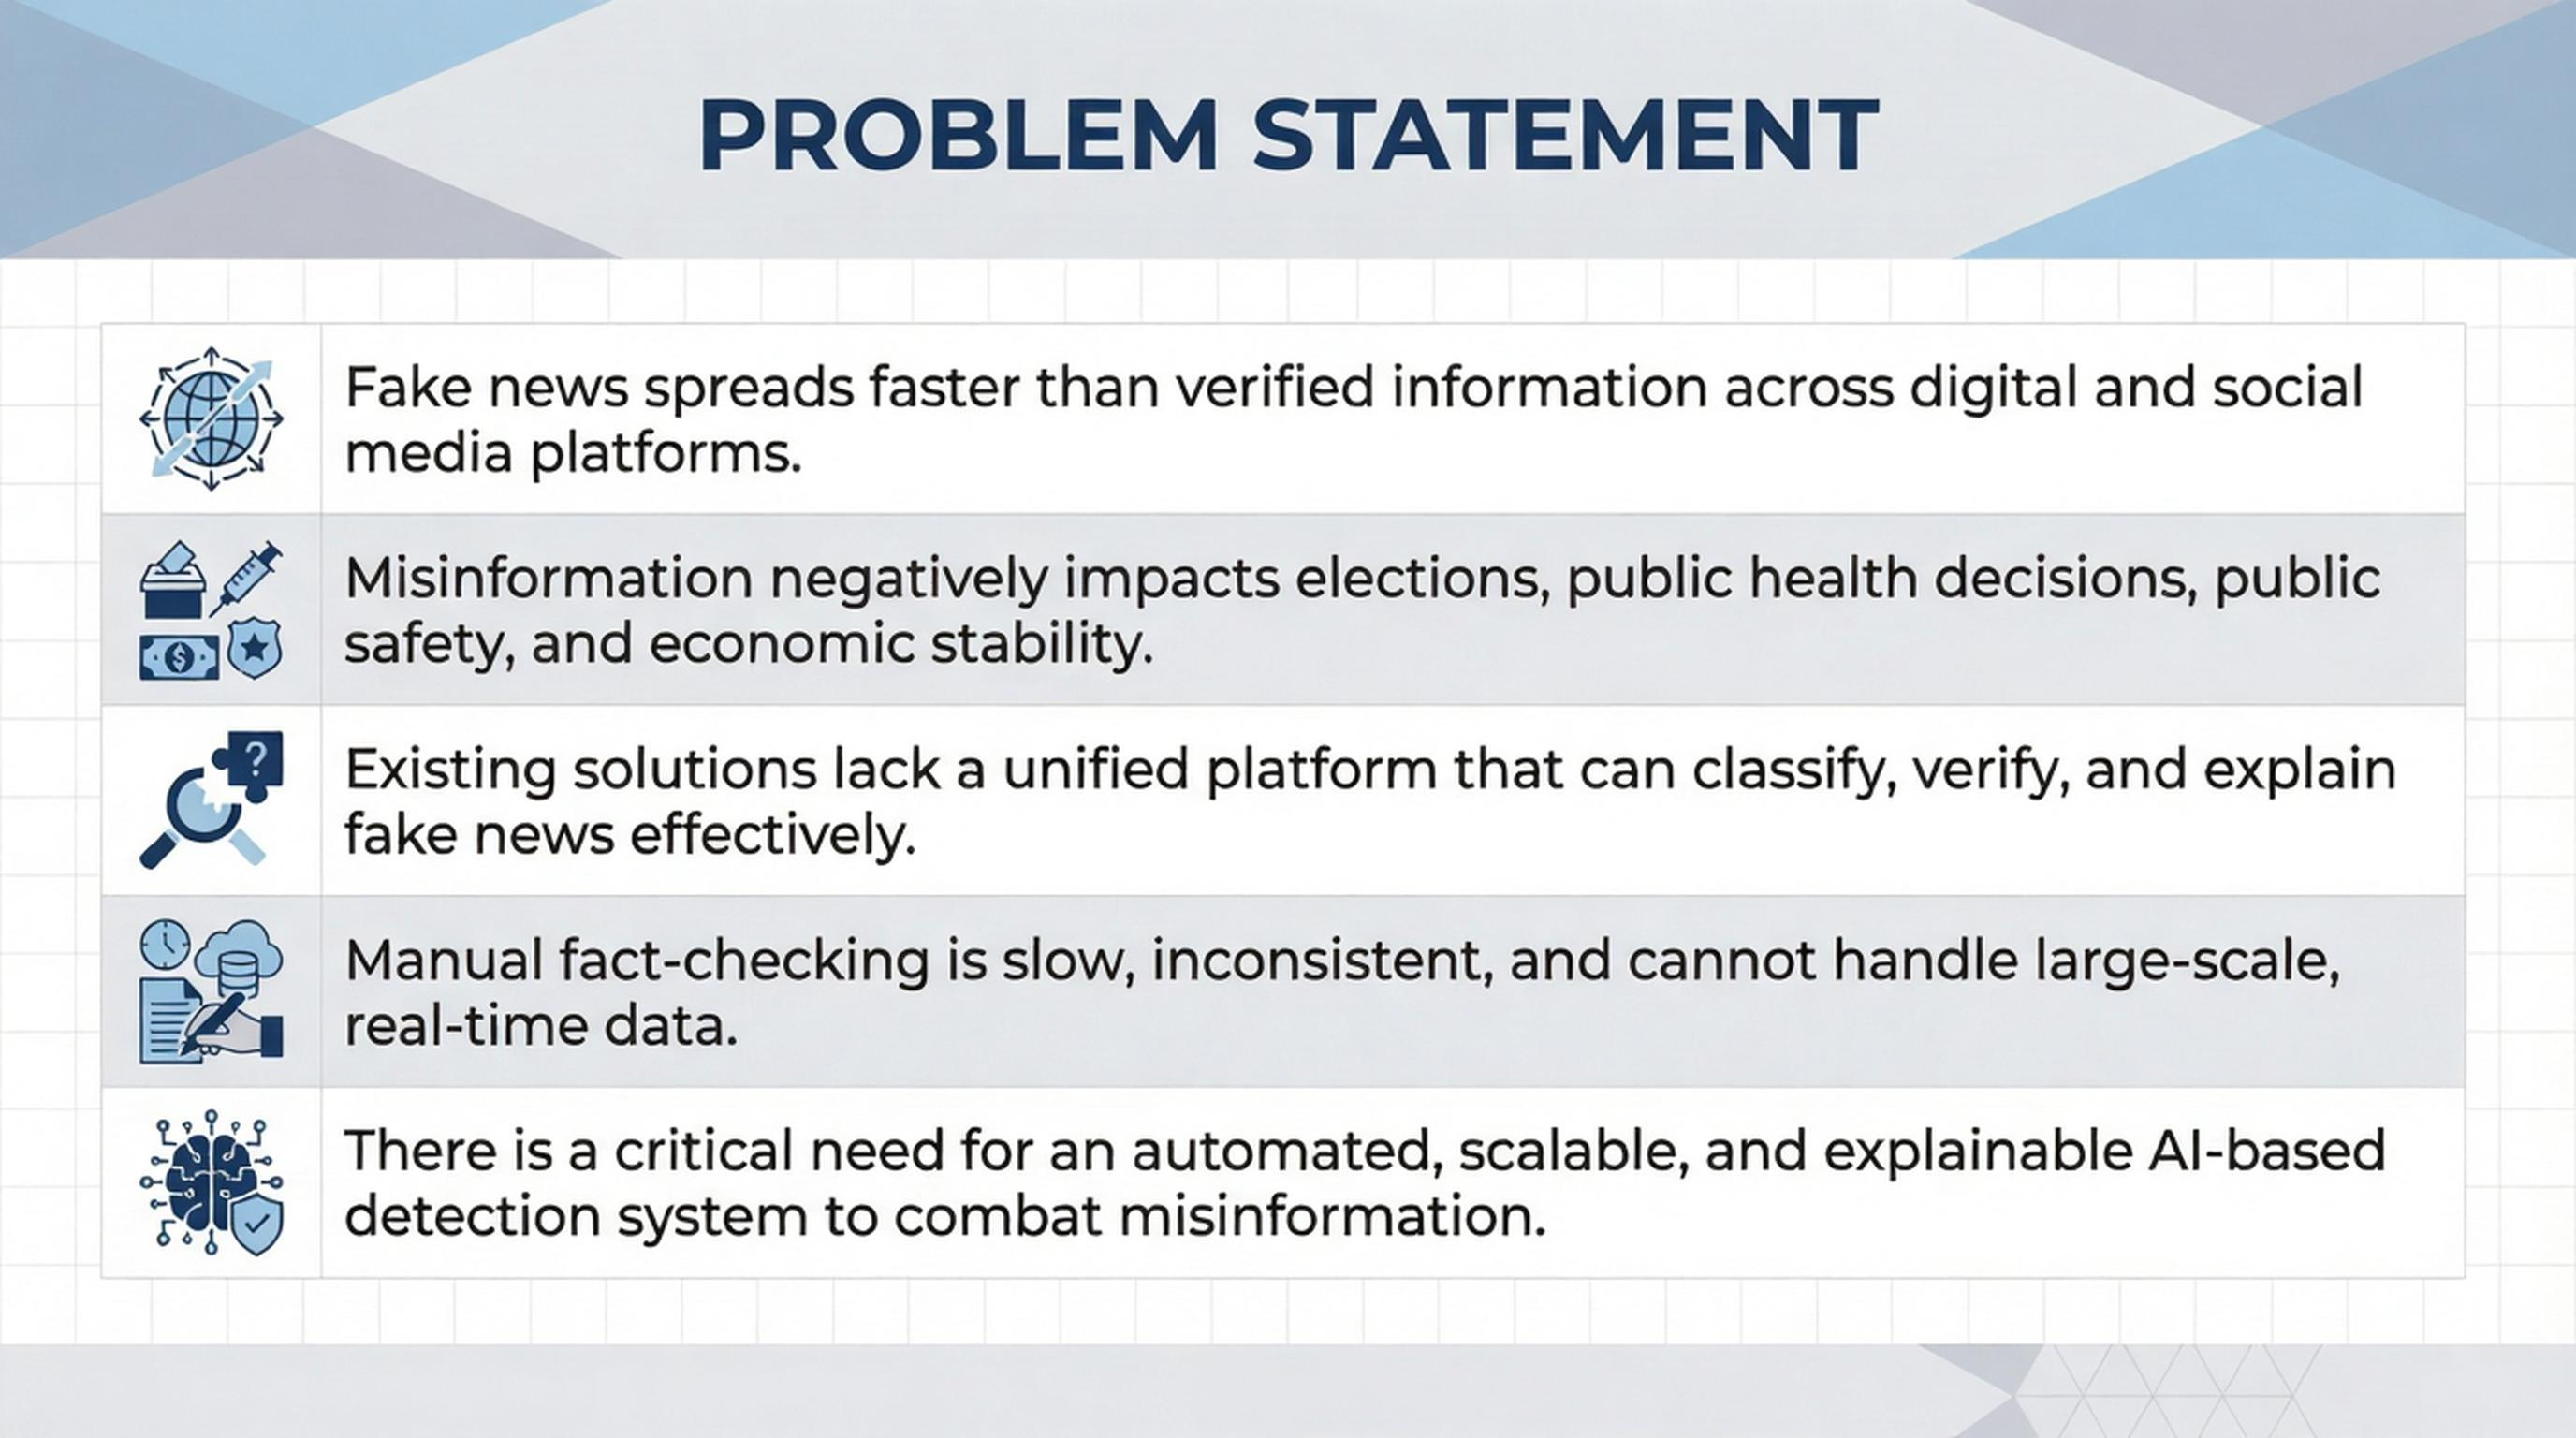 PROBLEM STATEMENT
Fake news spreads faster than verified information across digital and social
media platforms.
Misinformation negatively impacts elections, public health decisions, public
safety, and economic stability.
$
?
Existing solutions lack a unified platform that can classify, verify, and explain
fake news effectively.
Manual fact-checking is slow, inconsistent, and cannot handle large-scale,
real-time data.
There is a critical need for an automated, scalable, and explainable AI-based
detection system to combat misinformation.